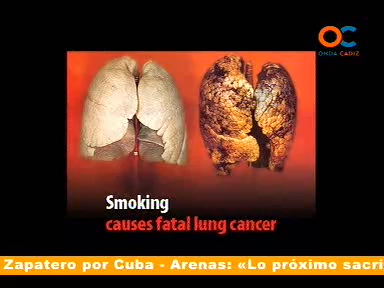 OC
ONDA CADIZ
Smoking
causes fatal lung cancer
Zapatero por Cuba - Arenas: «Lo próximo sacri